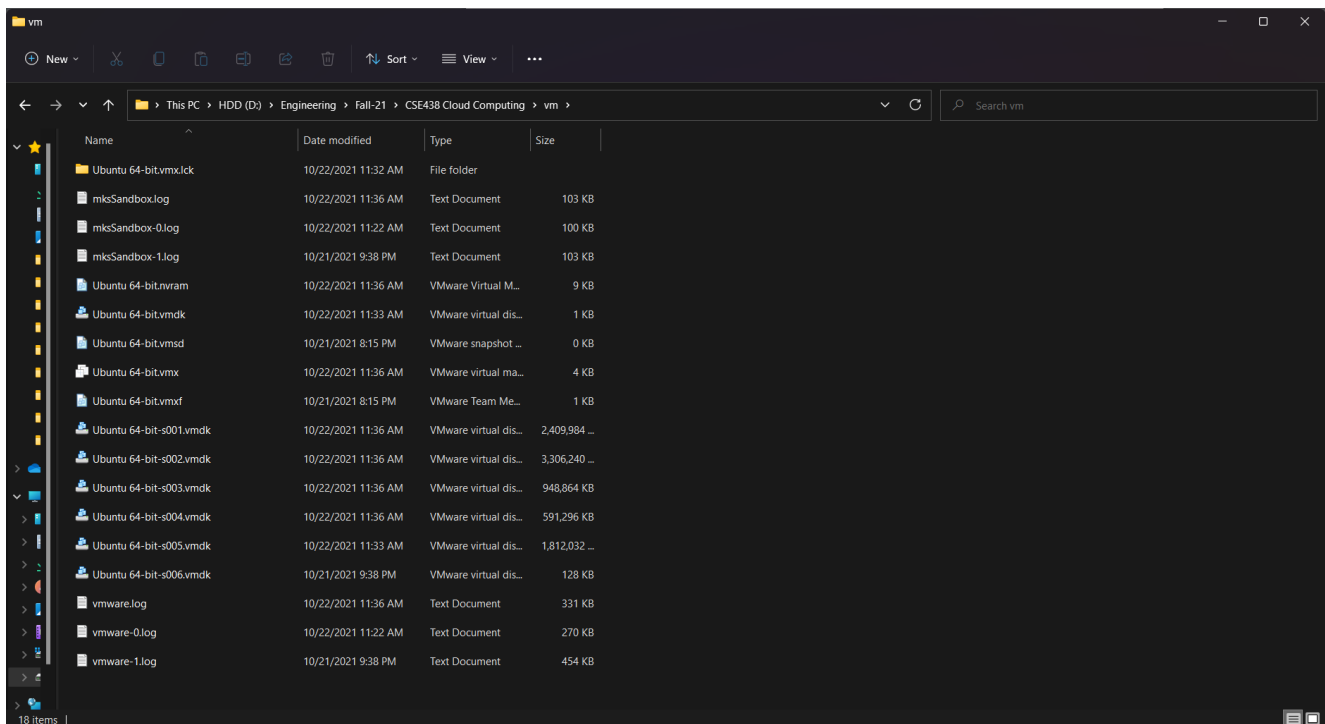 vm
New Sort View ...
> This PC > HDD (D:) > Engineering > Fall-21 > CSE438 Cloud Computing > vm > Search vm
Name Date modified Type Size
Ubuntu 64-bit.vmx.lck 10/22/2021 11:32 AM File folder
mksSandbox.log 10/22/2021 11:36 AM Text Document 103 KB
mksSandbox-0.log 10/22/2021 11:22 AM Text Document 100 KB
mksSandbox-1.log 10/21/2021 9:38 PM Text Document 103 KB
Ubuntu 64-bit.nvram 10/22/2021 11:36 AM VMware Virtual M... 9 KB
Ubuntu 64-bit.vmdk 10/22/2021 11:33 AM VMware virtual dis... 1 KB
Ubuntu 64-bit.vmsd 10/21/2021 8:15 PM VMware snapshot ... 0 KB
Ubuntu 64-bit.vmx 10/22/2021 11:36 AM VMware virtual ma... 4 KB
Ubuntu 64-bit.vmxf 10/21/2021 8:15 PM VMware Team Me... 1 KB
Ubuntu 64-bit-s001.vmdk 10/22/2021 11:36 AM VMware virtual dis... 2,409,984 ...
Ubuntu 64-bit-s002.vmdk 10/22/2021 11:36 AM VMware virtual dis... 3,306,240 ...
Ubuntu 64-bit-s003.vmdk 10/22/2021 11:36 AM VMware virtual dis... 948,864 KB
Ubuntu 64-bit-s004.vmdk 10/22/2021 11:36 AM VMware virtual dis... 591,296 KB
Ubuntu 64-bit-s005.vmdk 10/22/2021 11:33 AM VMware virtual dis... 1,812,032 ...
Ubuntu 64-bit-s006.vmdk 10/21/2021 9:38 PM VMware virtual dis... 128 KB
vmware.log 10/22/2021 11:36 AM Text Document 331 KB
vmware-0.log 10/22/2021 11:22 AM Text Document 270 KB
vmware-1.log 10/21/2021 9:38 PM Text Document 454 KB
18 items